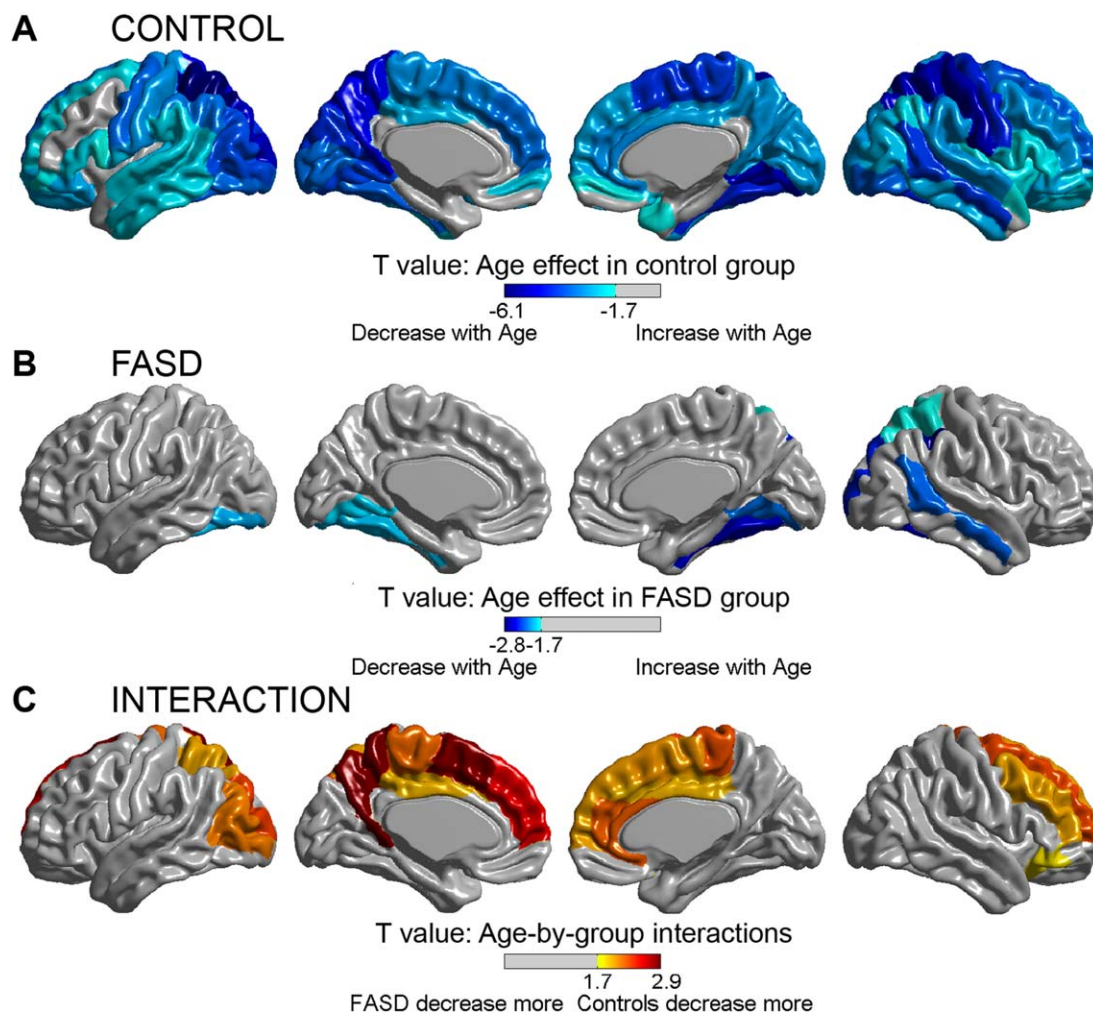 A CONTROL
T value: Age effect in control group
-6.1 -1.7
Decrease with Age Increase with Age
B FASD
T value: Age effect in FASD group
-2.8-1.7
Decrease with Age Increase with Age
C INTERACTION
T value: Age-by-group interactions
1.7 2.9
FASD decrease more Controls decrease more